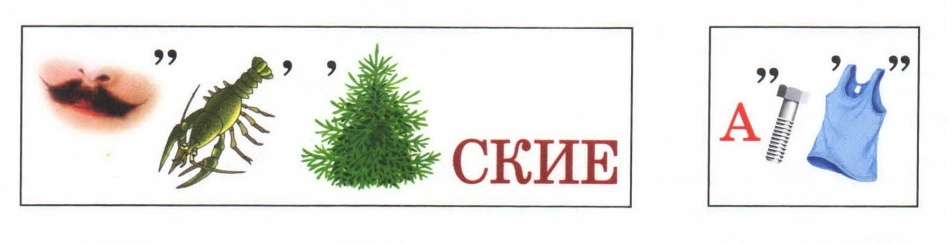 ” , , СКИЕ
А ” , ”